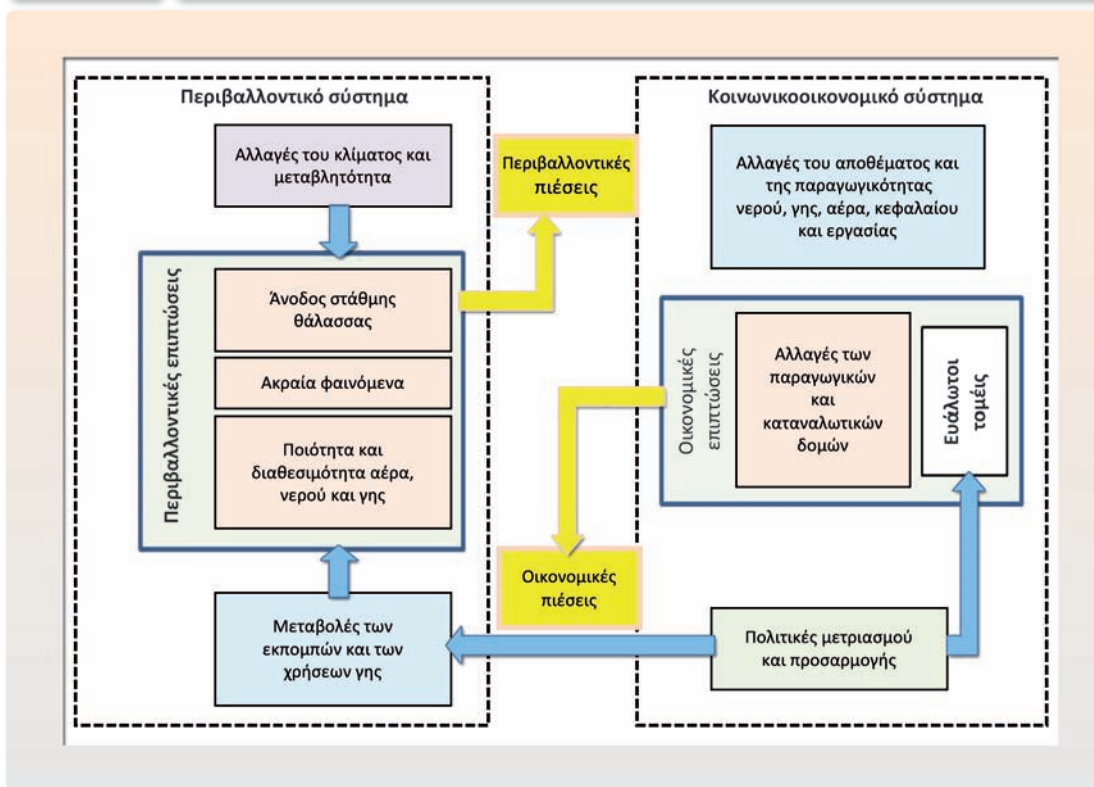 Περιβαλλοντικό σύστημα
Αλλαγές του κλίματος και
μεταβλητότητα
Περιβαλλοντικές επιπτώσεις
Άνοδος στάθμης
θάλασσας
Ακραία φαινόμενα
Ποιότητα και
διαθεσιμότητα αέρα,
νερού και γης
Μεταβολές των
εκπομπών και των
χρήσεων γης
Περιβαλλοντικές
πιέσεις
Οικονομικές
πιέσεις
Κοινωνικοοικονομικό σύστημα
Αλλαγές του αποθέματος και
της παραγωγικότητας
νερού, γης, αέρα, κεφαλαίου
και εργασίας
Οικονομικές
επιπτώσεις
Αλλαγές των
παραγωγικών
και
καταναλωτικών
δομών
Ευάλωτοι
τομείς
Πολιτικές μετριασμού
και προσαρμογής